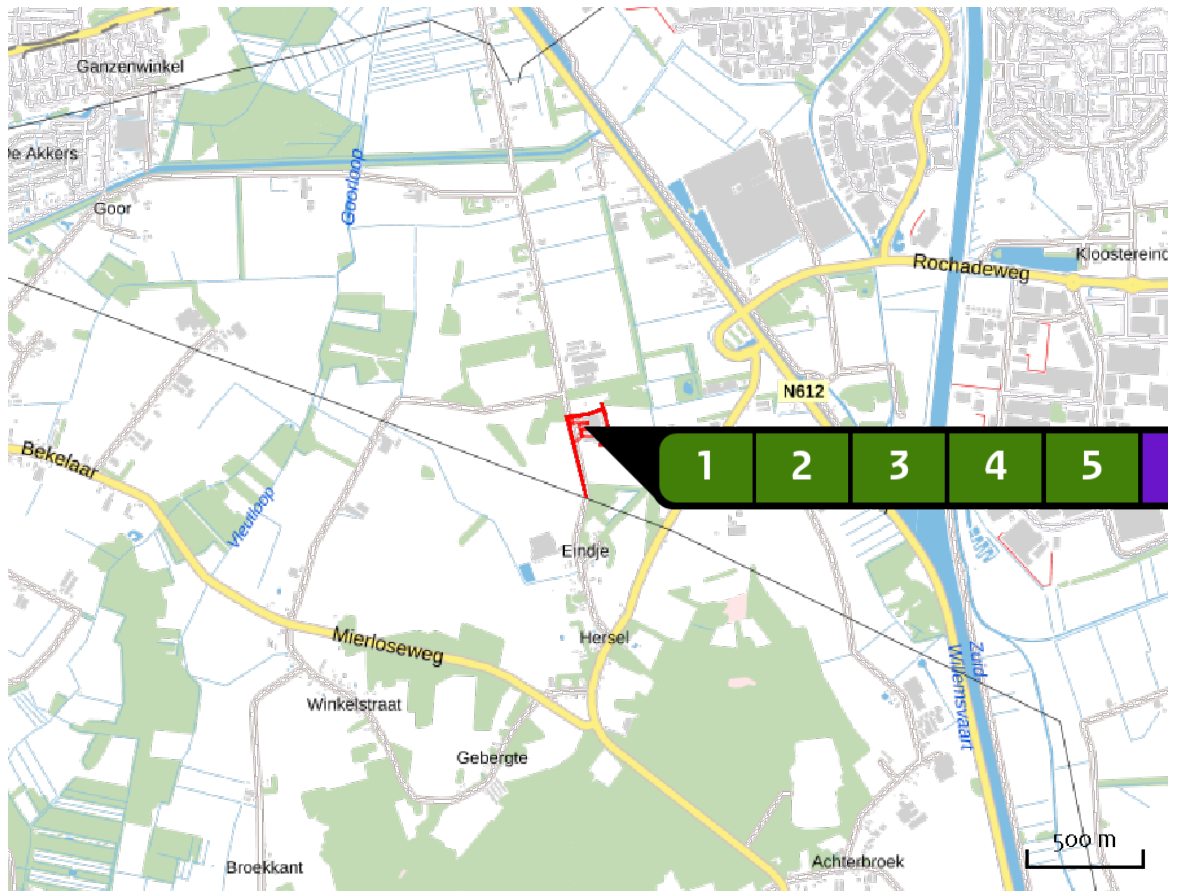 Ganzenwinkel
De Akkers
Goorloop
Goor
Rochadeweg
Kloostereind
N612
E
1 2 3 4 5
Bekelaar
Vleutloop
Eindje
Hersel
Mierloseweg
Zuid
Willemsvaart
Winkelstraat
Gebergte
500 m
Broekkant
Achterbroek